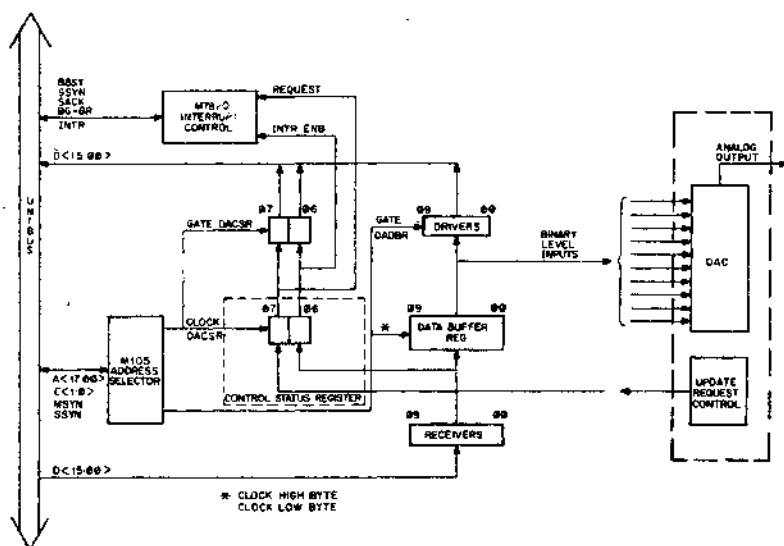 UNIBUS
BBSY
SSYN
SACK
BG-BR
INTR
INTERRUPT
CONTROL
REQUEST
INTR ENB
D<15:00>
07 06
GATE DACSR
GATE
DADBR
09 00
DRIVERS
BINARY
LEVEL
INPUTS
ANALOG
OUTPUT
DAC
07 06
CLOCK
DACSR
*
09 00
DATA BUFFER
REG
M105
ADDRESS
SELECTOR
A<17:00>
C<1:0>
MSYN
SSYN
CONTROL STATUS REGISTER
UPDATE
REQUEST
CONTROL
09 00
RECEIVERS
D<15:00>
* CLOCK HIGH BYTE
CLOCK LOW BYTE